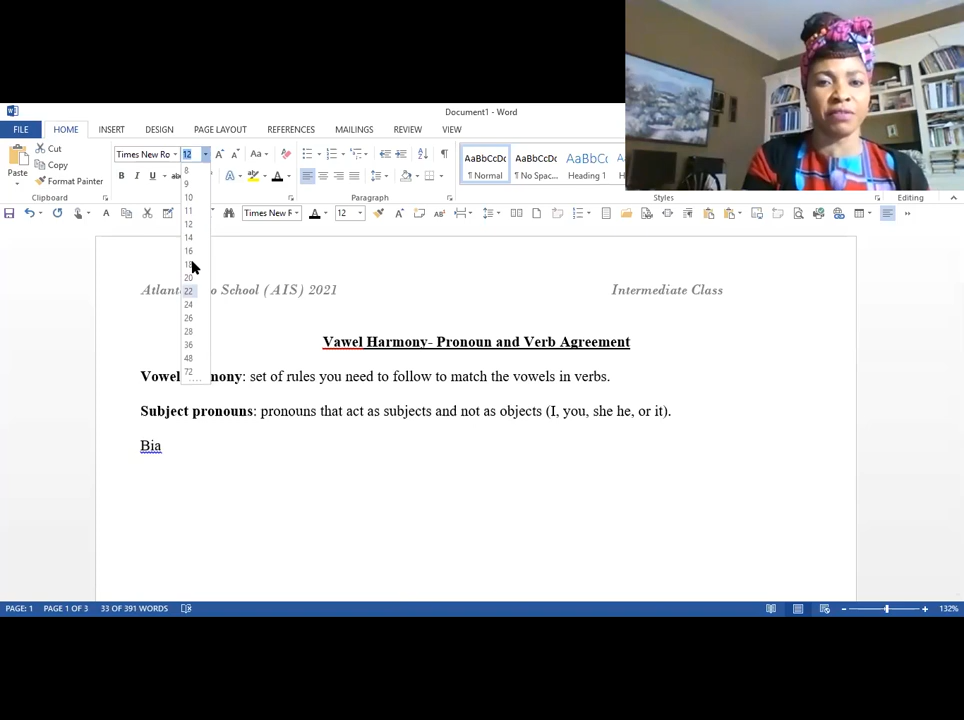 Document1 - Word
FILE HOME INSERT DESIGN PAGE LAYOUT REFERENCES MAILINGS REVIEW VIEW
Cut
Copy
Paste
Format Painter
Clipboard
Times New Ro 12
Aa
B I U
A
Paragraph
AaBbCcDc AaBbCcDc AaBbCc
¶ Normal ¶ No Spac... Heading 1
Styles
Editing
Times New F 12
8
9
10
11
12
14
16
18
20
22
24
26
28
36
48
72
School (AIS) 2021 Intermediate Class
Vawel Harmony- Pronoun and Verb Agreement
: set of rules you need to follow to match the vowels in verbs.
Subject pronouns: pronouns that act as subjects and not as objects (I, you, she he, or it).
Bia
PAGE: 1 PAGE 1 OF 3 33 OF 391 WORDS 132%